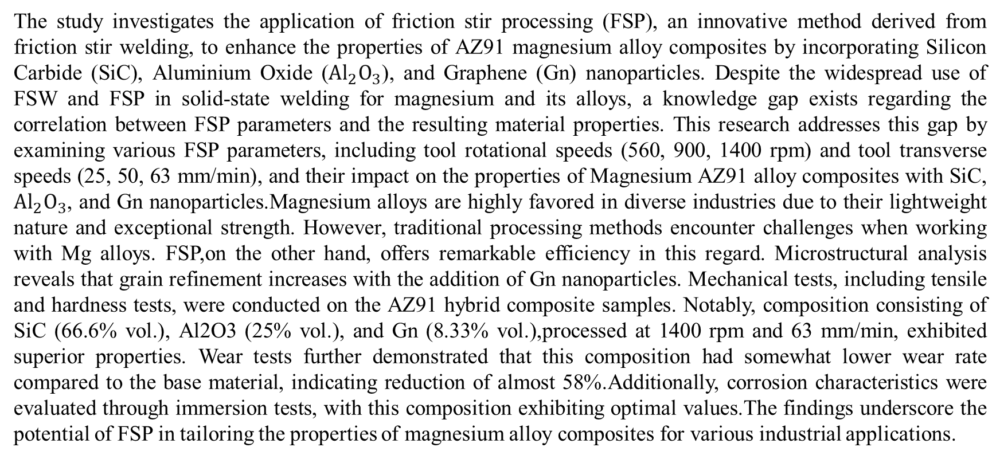 The study investigates the application of friction stir processing (FSP), an innovative method derived from
friction stir welding, to enhance the properties of AZ91 magnesium alloy composites by incorporating Silicon
Carbide (SiC), Aluminium Oxide (Al₂O₃), and Graphene (Gn) nanoparticles. Despite the widespread use of
FSW and FSP in solid-state welding for magnesium and its alloys, a knowledge gap exists regarding the
correlation between FSP parameters and the resulting material properties. This research addresses this gap by
examining various FSP parameters, including tool rotational speeds (560, 900, 1400 rpm) and tool transverse
speeds (25, 50, 63 mm/min), and their impact on the properties of Magnesium AZ91 alloy composites with SiC,
Al₂O₃, and Gn nanoparticles.Magnesium alloys are highly favored in diverse industries due to their lightweight
nature and exceptional strength. However, traditional processing methods encounter challenges when working
with Mg alloys. FSP,on the other hand, offers remarkable efficiency in this regard. Microstructural analysis
reveals that grain refinement increases with the addition of Gn nanoparticles. Mechanical tests, including tensile
and hardness tests, were conducted on the AZ91 hybrid composite samples. Notably, composition consisting of
SiC (66.6% vol.), Al2O3 (25% vol.), and Gn (8.33% vol.),processed at 1400 rpm and 63 mm/min, exhibited
superior properties. Wear tests further demonstrated that this composition had somewhat lower wear rate
compared to the base material, indicating reduction of almost 58%.Additionally, corrosion characteristics were
evaluated through immersion tests, with this composition exhibiting optimal values.The findings underscore the
potential of FSP in tailoring the properties of magnesium alloy composites for various industrial applications.